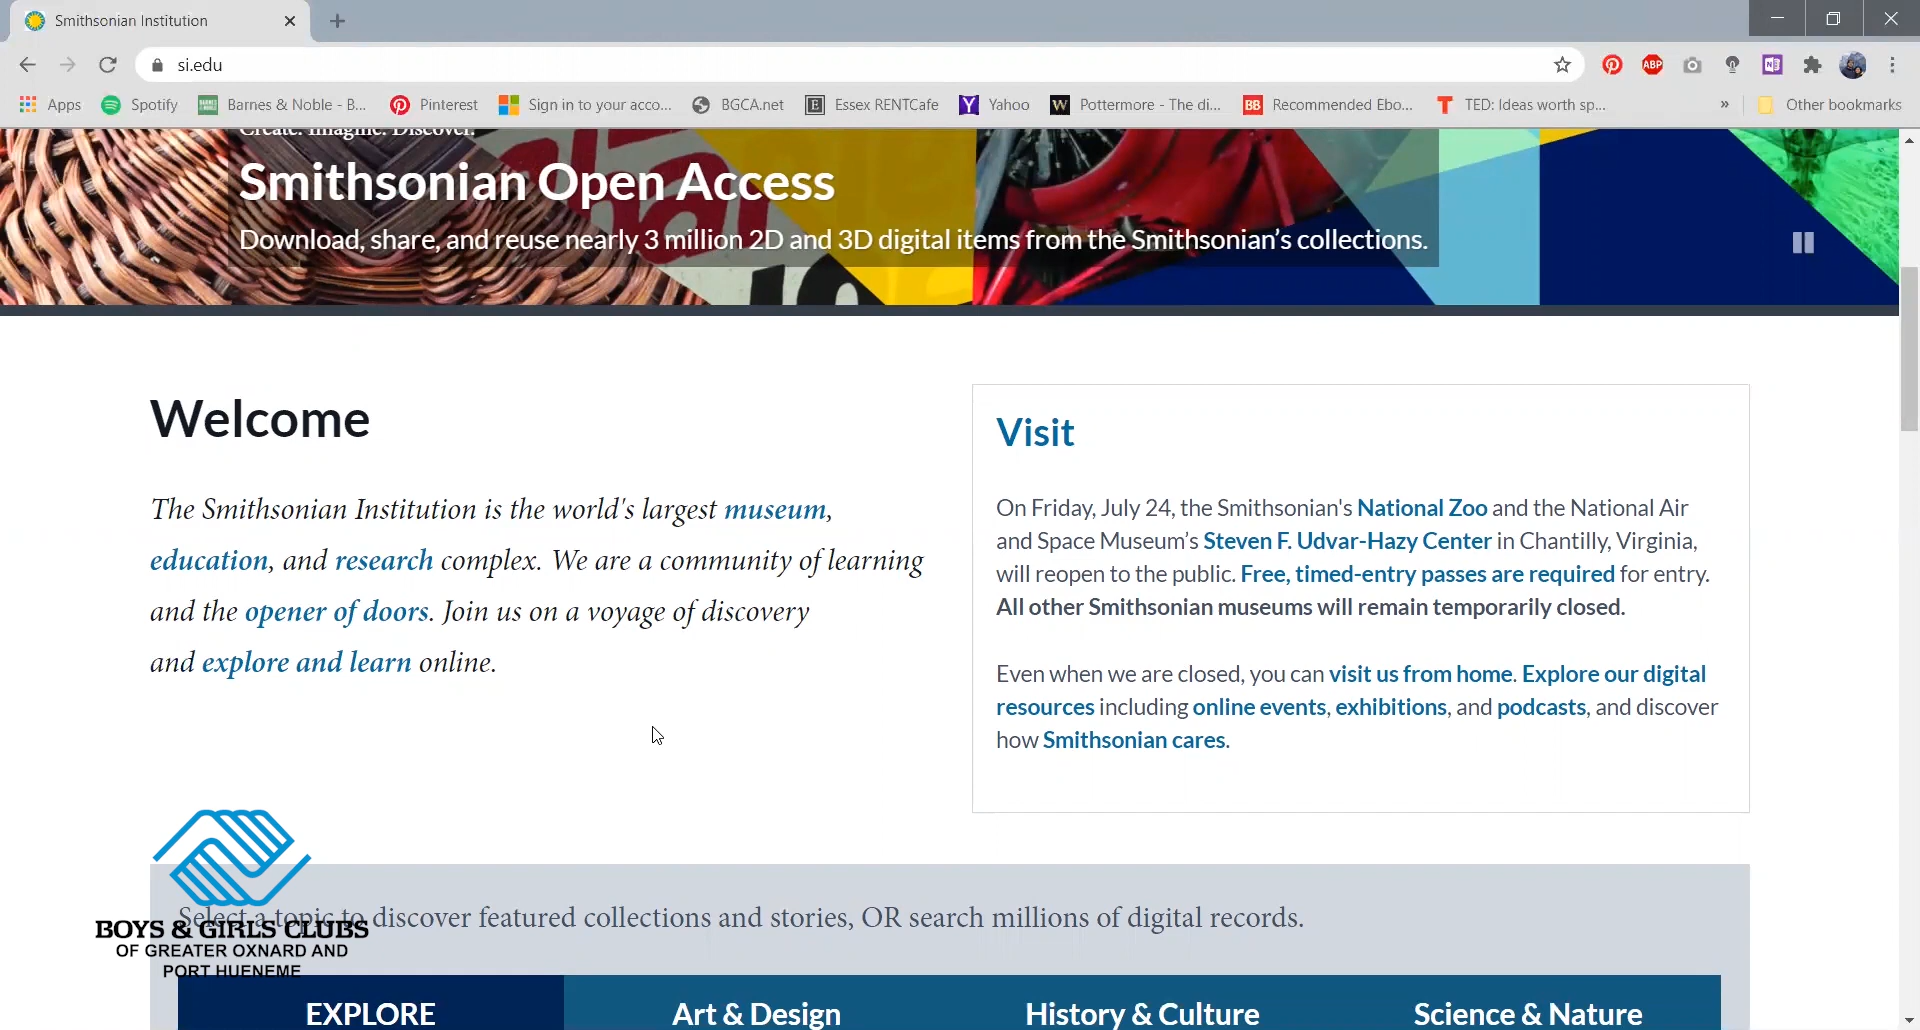 Smithsonian Institution
si.edu
ABP
Apps
Spotify
Barnes & Noble - B...
Pinterest
Sign in to your acco...
BGCA.net
Essex RENTCafe
Yahoo
Pottermore - The di...
BB
Recommended Ebo...
TED: Ideas worth sp...
»
Other bookmarks
Create. Imagine. Discover.
Smithsonian Open Access
Download, share, and reuse nearly 3 million 2D and 3D digital items from the Smithsonian's collections.
Welcome
The Smithsonian Institution is the world's largest museum,
education, and research complex. We are a community of learning
and the opener of doors. Join us on a voyage of discovery
and explore and learn online.
Visit
On Friday, July 24, the Smithsonian's National Zoo and the National Air
and Space Museum's Steven F. Udvar-Hazy Center in Chantilly, Virginia,
will reopen to the public. Free, timed-entry passes are required for entry.
All other Smithsonian museums will remain temporarily closed.
Even when we are closed, you can visit us from home. Explore our digital
resources including online events, exhibitions, and podcasts, and discover
how Smithsonian cares.
Select a topic to discover featured collections and stories, OR search millions of digital records.
BOYS & GIRLS CLUBS
OF GREATER OXNARD AND
PORT HUENEME
EXPLORE
Art & Design
History & Culture
Science & Nature